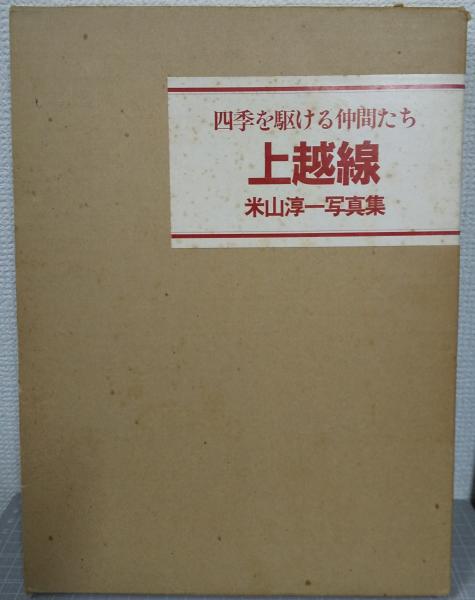 四季を駆ける仲間たち
上越線
米山淳一写真集